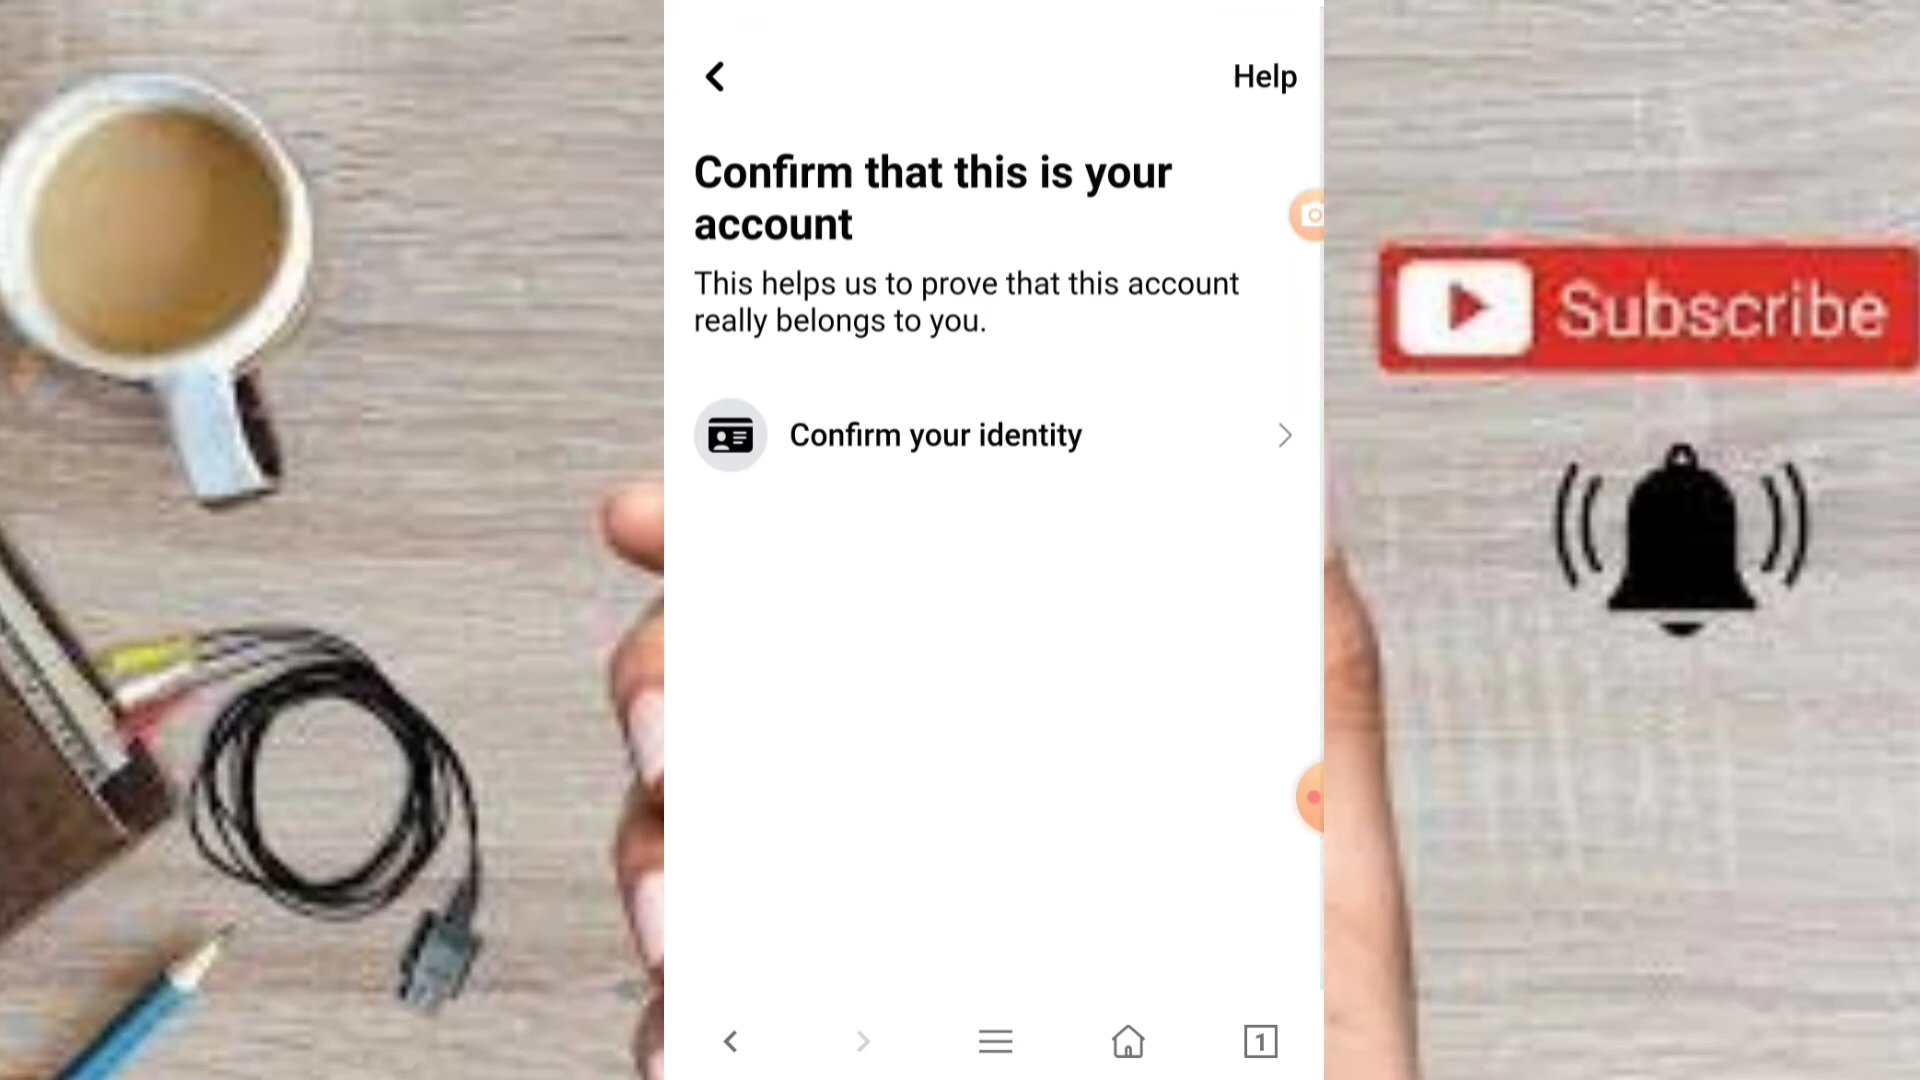 Help
Confirm that this is your
account
This helps us to prove that this account
really belongs to you.
Confirm your identity
Subscribe
1